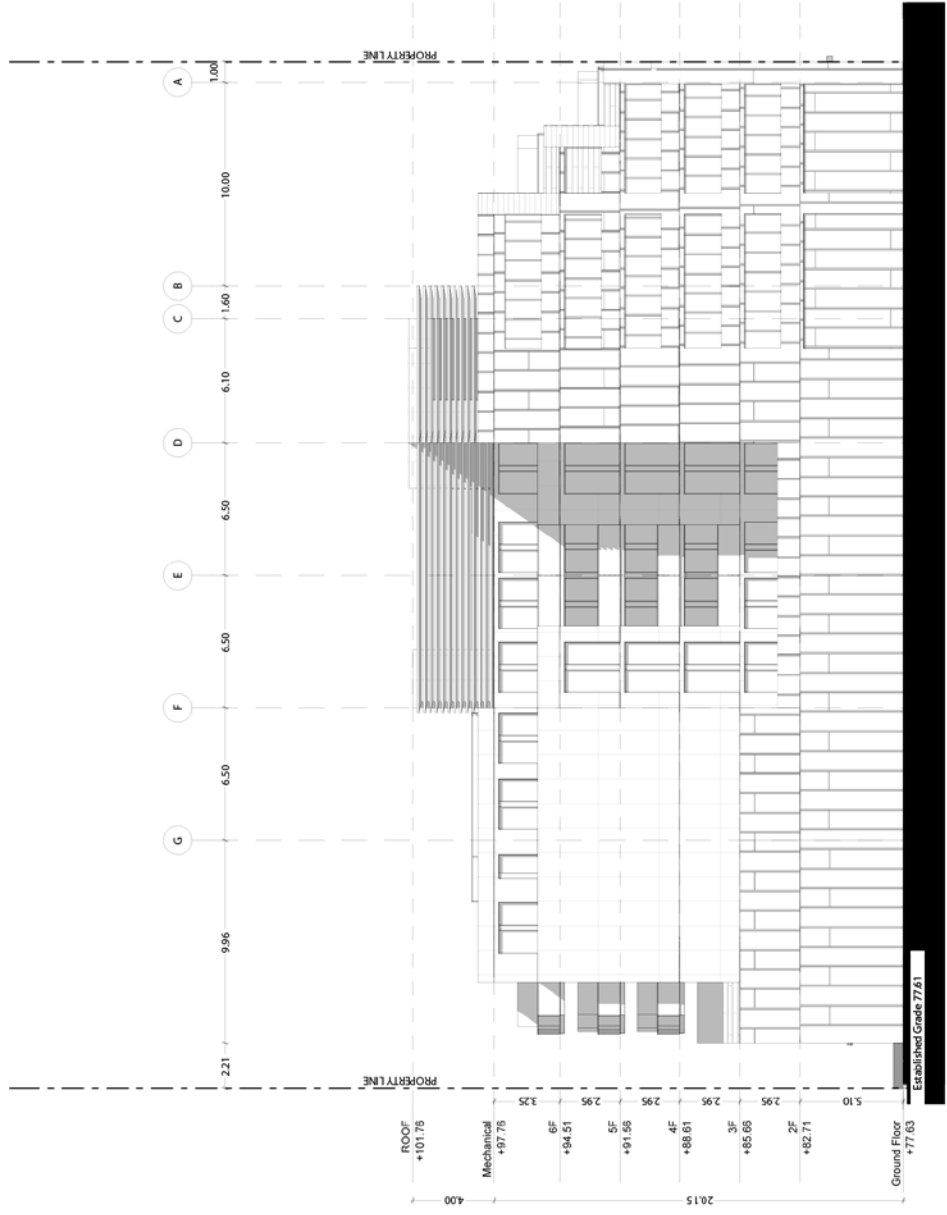 PROPERTY LINE
PROPERTY LINE
A
B
C
D
E
F
G
1.00
10.00
1.60
6.10
6.50
6.50
6.50
9.96
2.21
ROOF
+101.76
Mechanical
+97.76
6F
+94.51
5F
+91.56
4F
+88.61
3F
+85.66
2F
+82.71
Ground Floor
+77.63
3.25
2.95
2.95
2.95
2.95
5.10
4.00
20.15
Established Grade 77.61